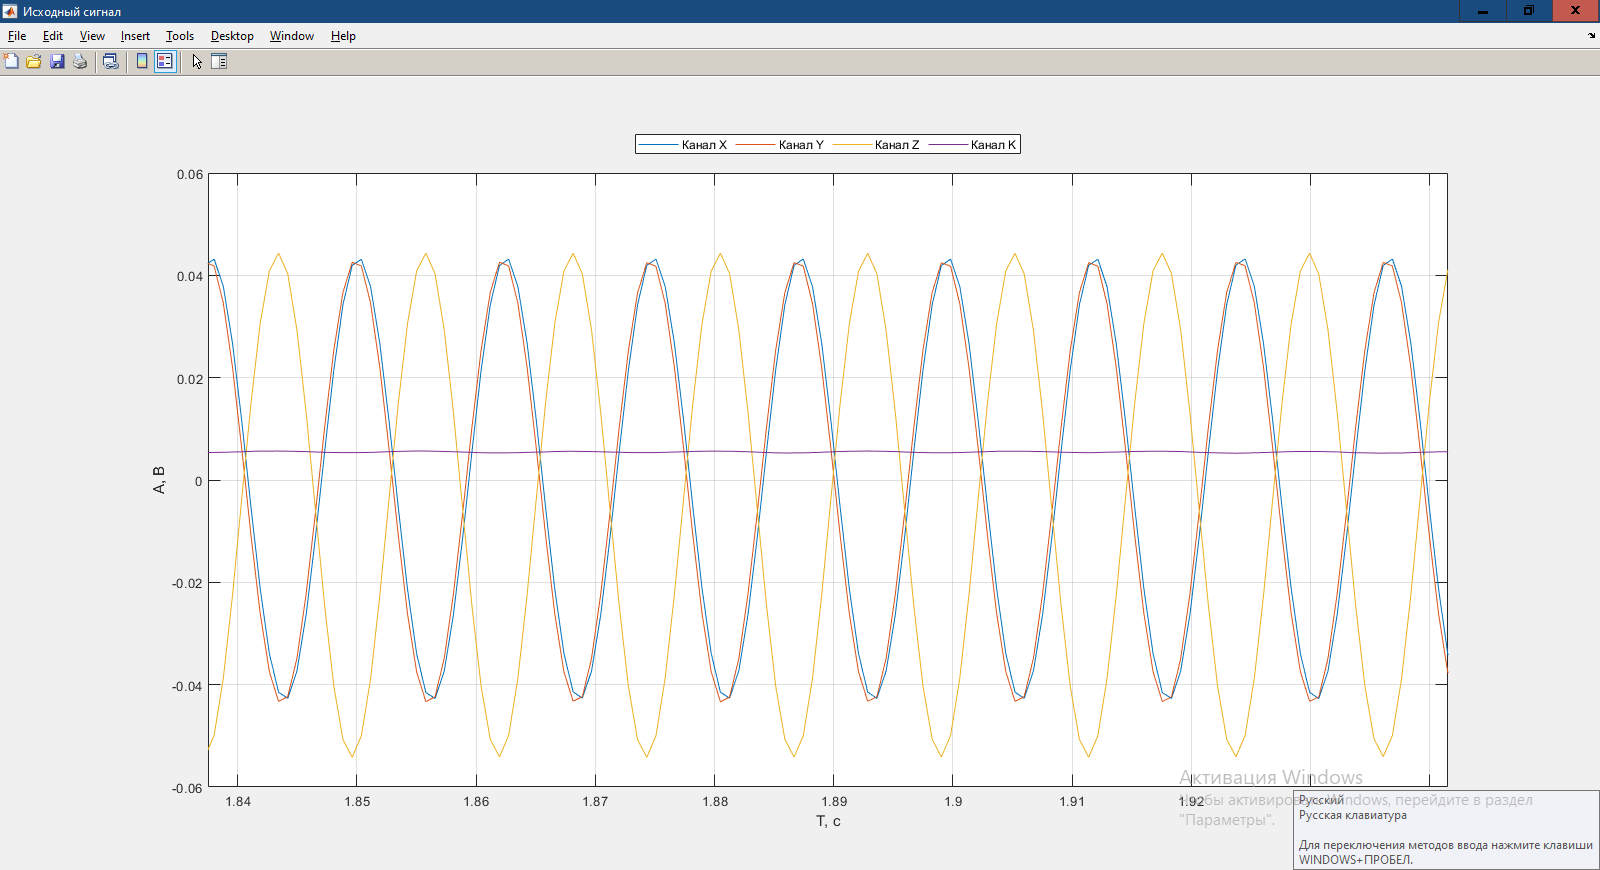 Исходный сигнал
File Edit View Insert Tools Desktop Window Help
Канал X Канал Y Канал Z Канал K
0.06
0.04
0.02
0
-0.02
-0.04
-0.06
A, B
1.84 1.85 1.86 1.87 1.88 1.89 1.9 1.91 1.92
T, c
Активация Windows
Чтобы активировать Windows, перейдите в раздел
"Параметры".
Русский
Русская клавиатура
Для переключения методов ввода нажмите клавиши
WINDOWS+ПРОБЕЛ.